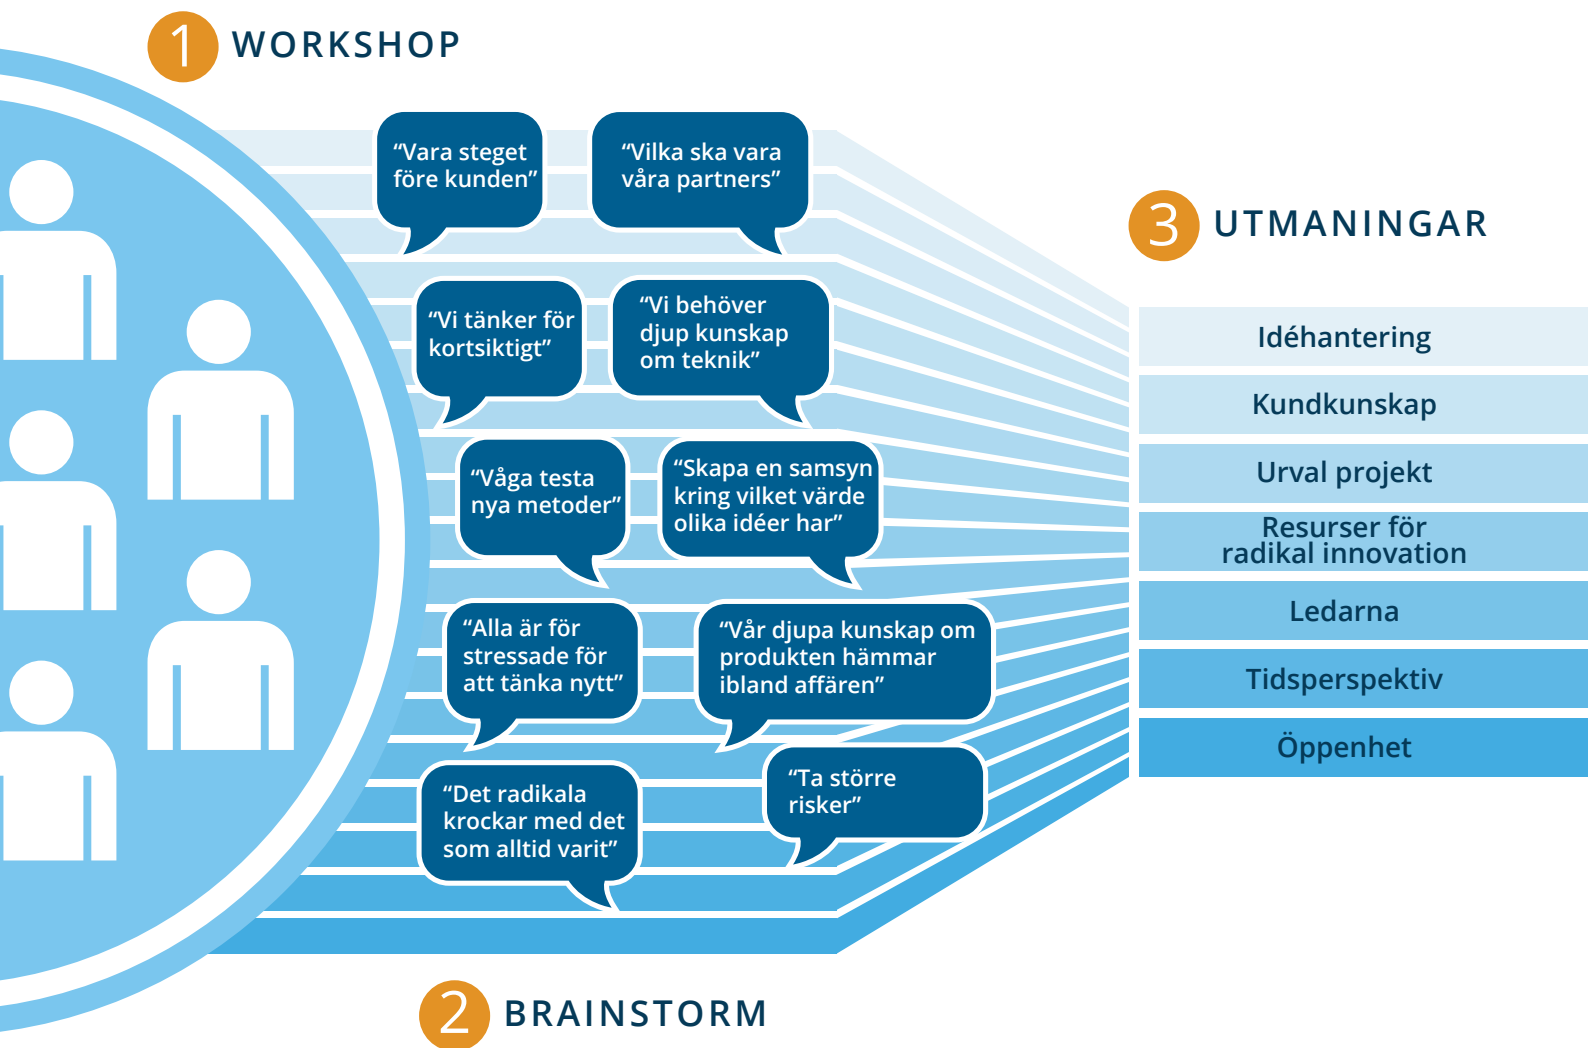 1 WORKSHOP
“Vara steget
före kunden”
“Vilka ska vara
våra partners”
“Vi tänker för
kortsiktigt”
“Vi behöver
djup kunskap
om teknik”
“Våga testa
nya metoder”
“Skapa en samsyn
kring vilket värde
olika idéer har”
“Alla är för
stressade för
att tänka nytt”
“Vår djupa kunskap om
produkten hämmar
ibland affären”
“Det radikala
krockar med det
som alltid varit”
“Ta större
risker”
2 BRAINSTORM
3 UTMANINGAR
Idéhantering
Kundkunskap
Urval projekt
Resurser för
radikal innovation
Ledarna
Tidsperspektiv
Öppenhet